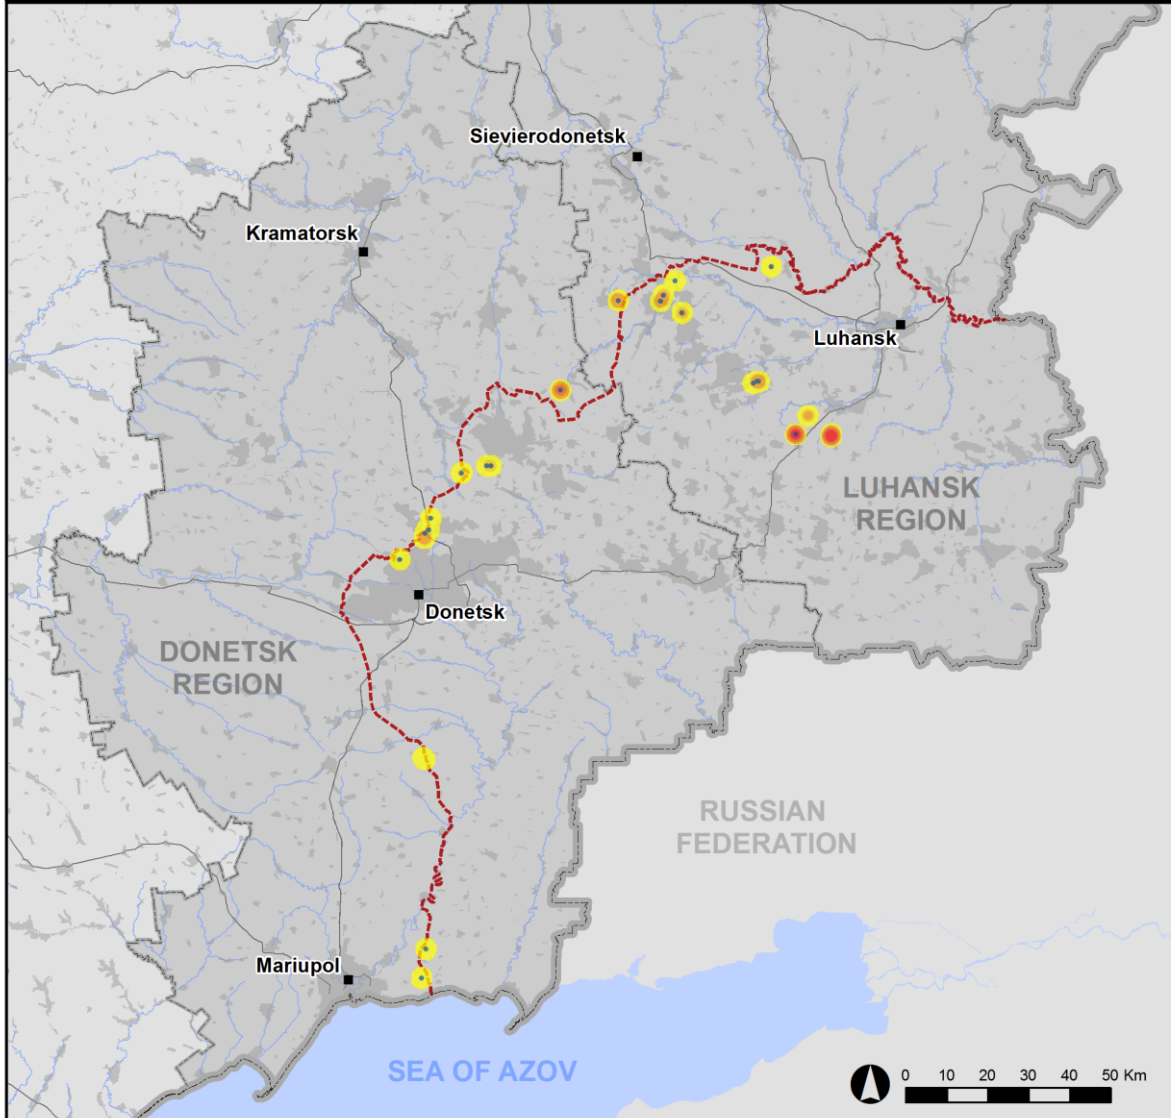 Sievierodonetsk
Kramatorsk
Luhansk
LUHANSK
REGION
Donetsk
DONETSK
REGION
RUSSIAN
FEDERATION
Mariupol
SEA OF AZOV
0 10 20 30 40 50 Km